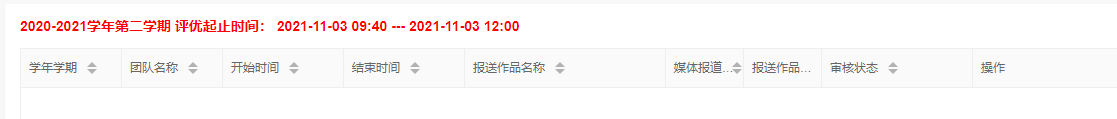 2020-2021学年第二学期 评优起止时间： 2021-11-03 09:40 --- 2021-11-03 12:00
学年学期 团队名称 开始时间 结束时间 报送作品名称 媒体报道... 报送作品... 审核状态 操作